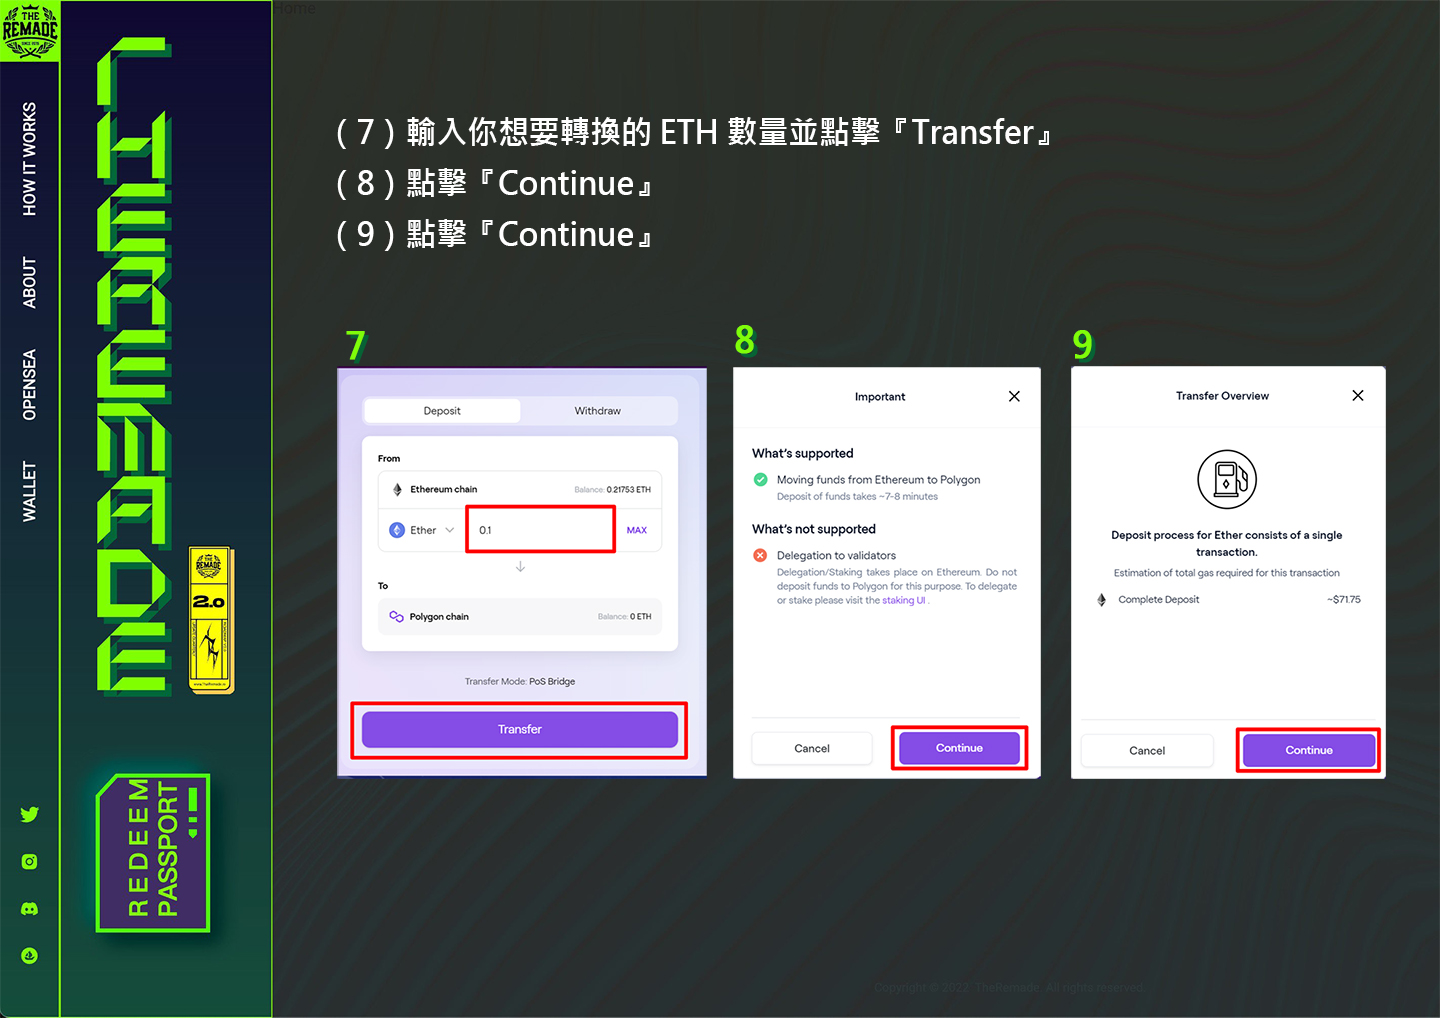 Home
THE
REMADE
SINCE 1978
HOW IT WORKS
ABOUT
OPENSEA
WALLET
THEREMADE
THE
REMADE
2.0
REDEEM
PASSPORT
(7)輸入你想要轉換的 ETH 數量並點擊『Transfer』
(8)點擊『Continue』
(9)點擊『Continue』
7
Deposit
Withdraw
From
Ethereum chain
Balance: 0.21753 ETH
Ether
0.1
MAX
To
Polygon chain
Balance: 0 ETH
Transfer Mode: PoS Bridge
Transfer
8
Important
What's supported
Moving funds from Ethereum to Polygon
Deposit of funds takes ~7-8 minutes
What's not supported
Delegation to validators
Delegation/Staking takes place on Ethereum. Do not
deposit funds to Polygon for this purpose. To delegate
or stake please visit the staking UI .
Cancel
Continue
9
Transfer Overview
Deposit process for Ether consists of a single
transaction.
Estimation of total gas required for this transaction
Complete Deposit
~$71.75
Cancel
Continue
Copyright © 2022 TheRemade. All rights reserved